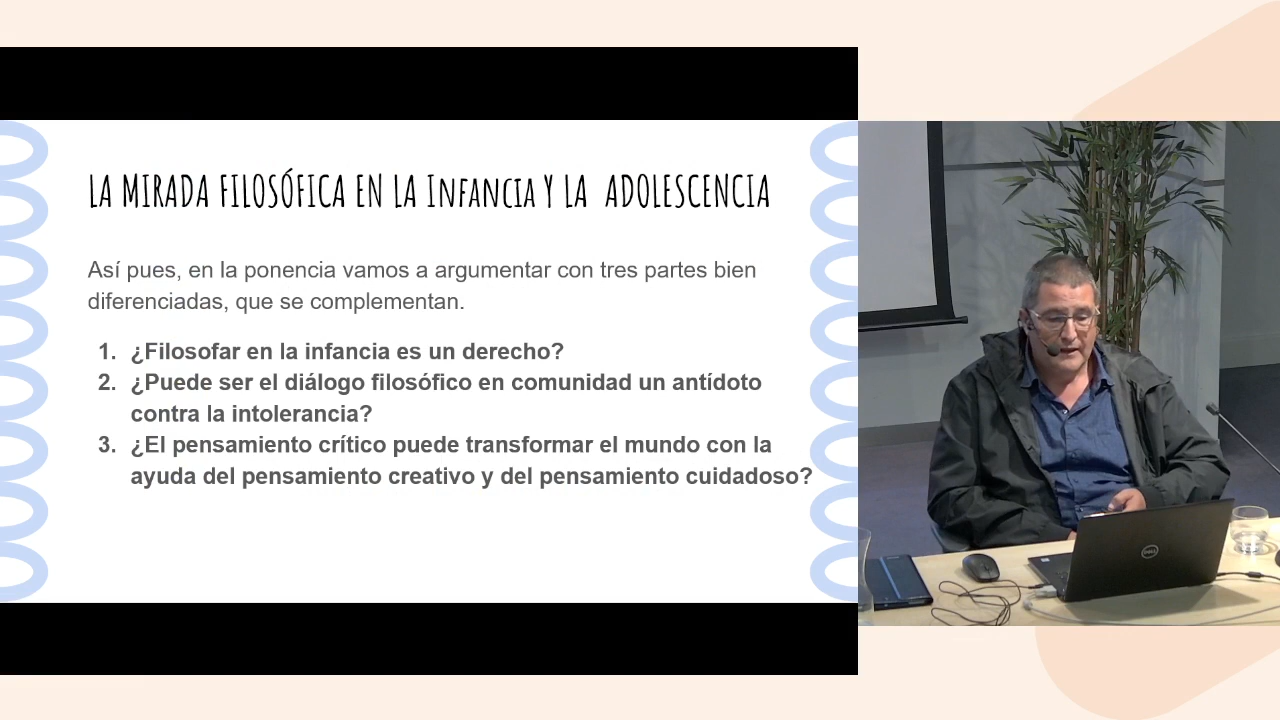 LA MIRADA FILOSÓFICA EN LA INFANCIA Y LA ADOLESCENCIA
Así pues, en la ponencia vamos a argumentar con tres partes bien
diferenciadas, que se complementan.
1. ¿Filosofar en la infancia es un derecho?
2. ¿Puede ser el diálogo filosófico en comunidad un antídoto
contra la intolerancia?
3. ¿El pensamiento crítico puede transformar el mundo con la
ayuda del pensamiento creativo y del pensamiento cuidadoso?
DELL